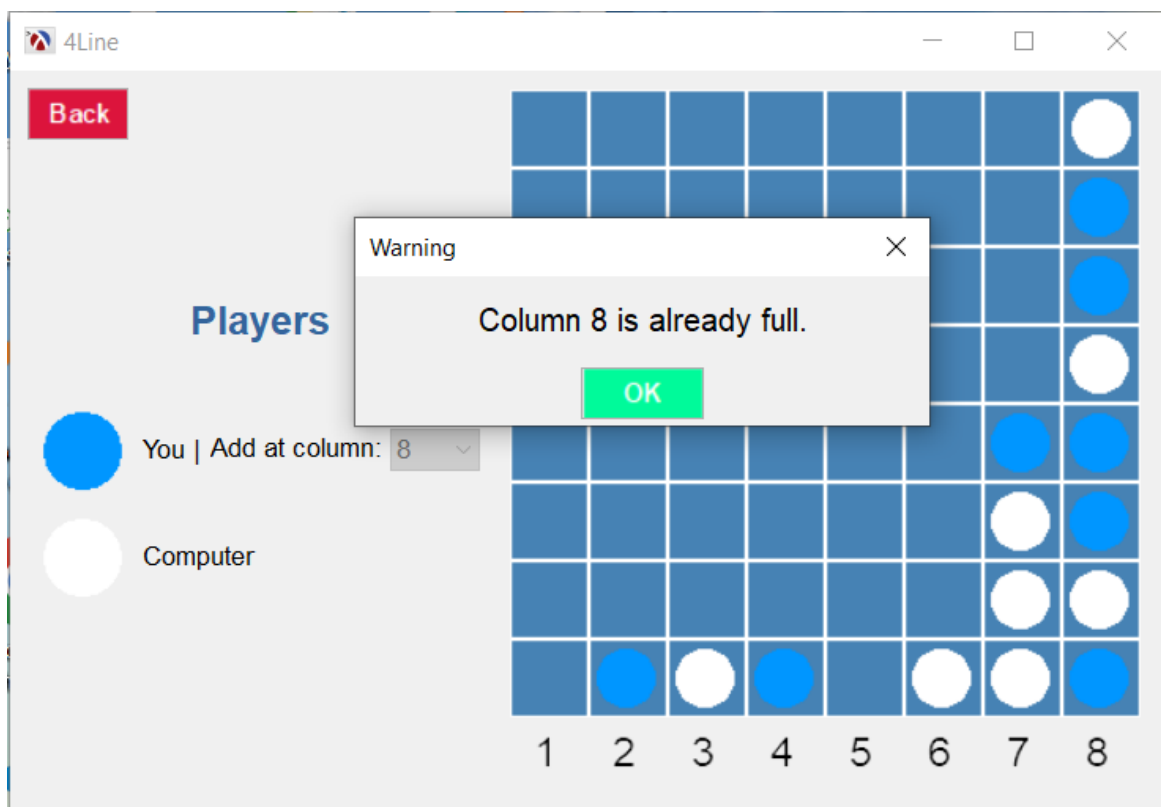 4Line
Back
Warning
Column 8 is already full.
OK
Players
You | Add at column: 8
Computer
1 2 3 4 5 6 7 8